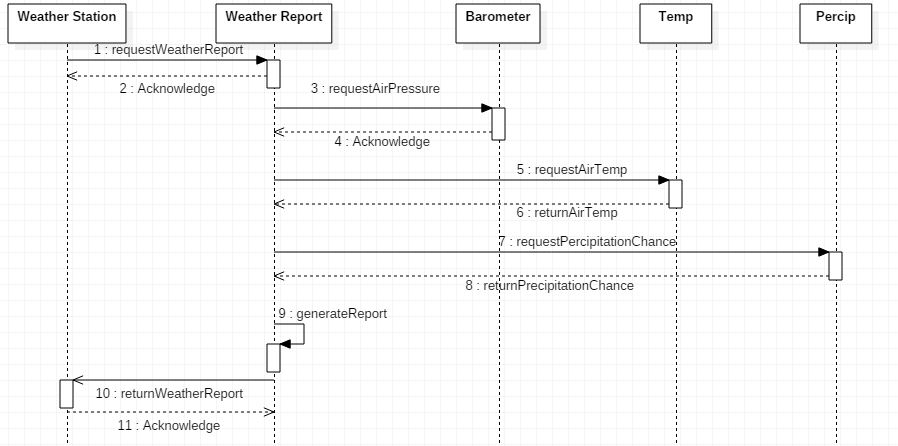 Weather Station
Weather Report
Barometer
Temp
Percip
1 : requestWeatherReport
2 : Acknowledge
3 : requestAirPressure
4 : Acknowledge
5 : requestAirTemp
6 : returnAirTemp
7 : requestPercipitationChance
8 : returnPrecipitationChance
9 : generateReport
10 : returnWeatherReport
11 : Acknowledge